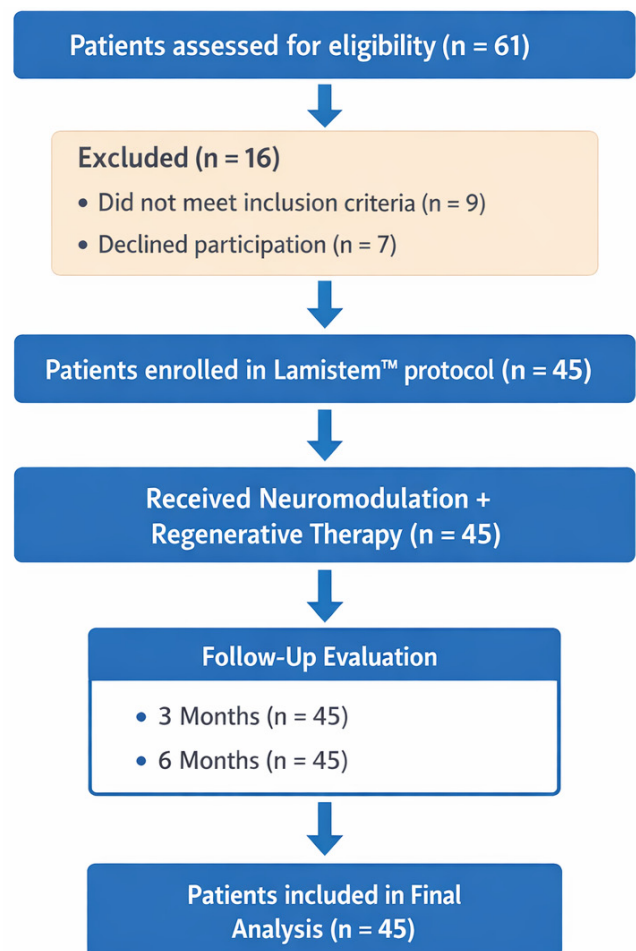 Patients assessed for eligibility (n = 61)
Excluded (n = 16)
• Did not meet inclusion criteria (n = 9)
• Declined participation (n = 7)
Patients enrolled in Lamistem™ protocol (n = 45)
Received Neuromodulation +
Regenerative Therapy (n = 45)
Follow-Up Evaluation
• 3 Months (n = 45)
• 6 Months (n = 45)
Patients included in Final
Analysis (n = 45)